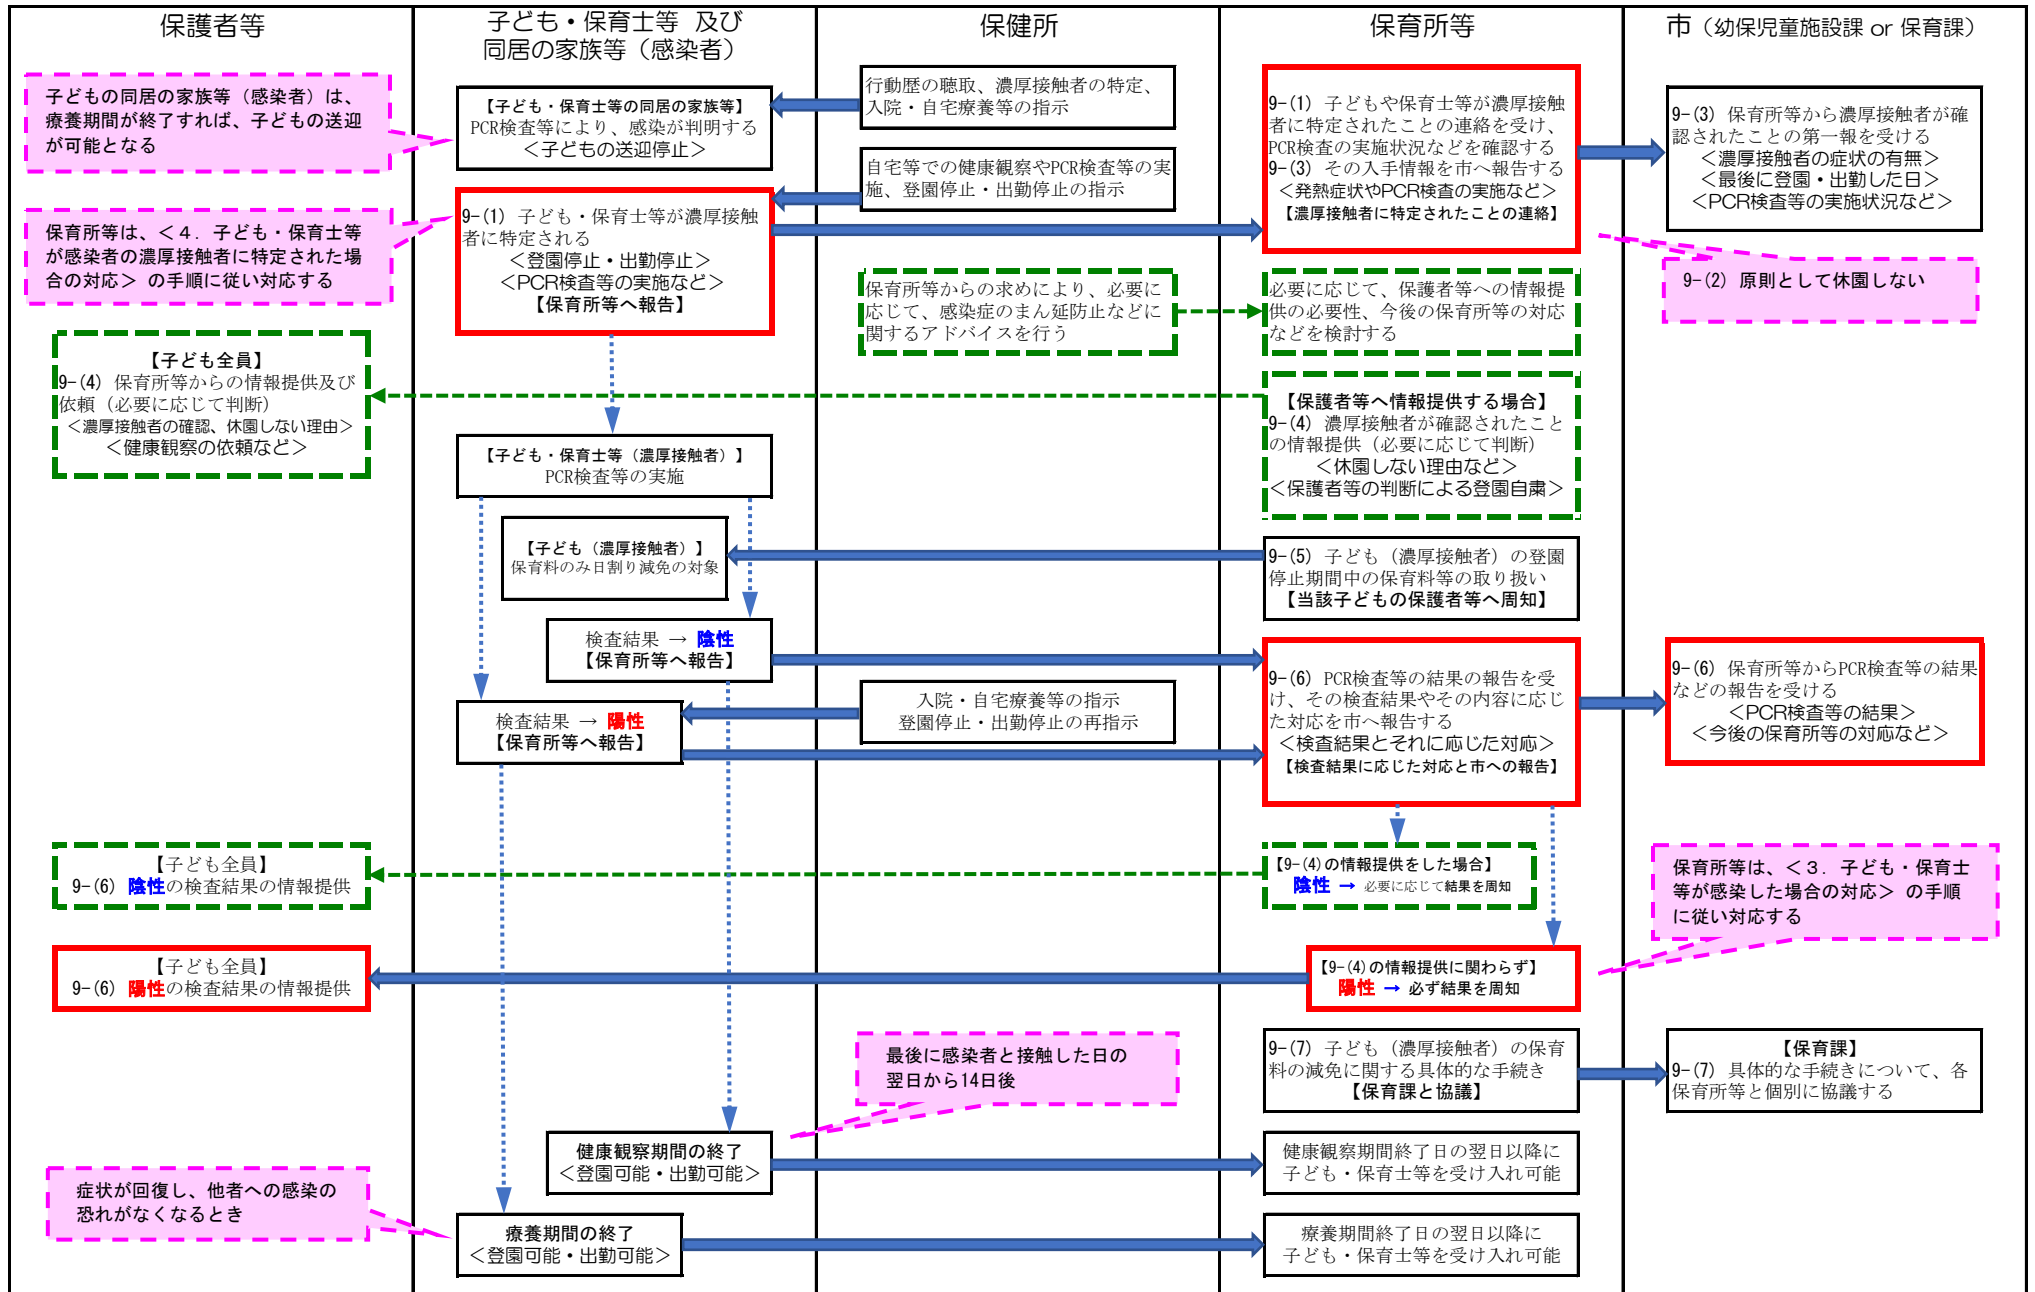 保護者等
子ども・保育士等 及び
同居の家族等（感染者）
保健所
保育所等
市（幼保児童施設課 or 保育課）
子どもの同居の家族等（感染者）は、
療養期間が終了すれば、子どもの送迎
が可能となる
【子ども・保育士等の同居の家族等】
PCR検査等により、感染が判明する
＜子どもの送迎停止＞
行動歴の聴取、濃厚接触者の特定、
入院・自宅療養等の指示
9-(1) 子どもや保育士等が濃厚接触
者に特定されたことの連絡を受け、
PCR検査の実施状況などを確認する
9-(3) その入手情報を市へ報告する
＜発熱症状やPCR検査の実施など＞
【濃厚接触者に特定されたことの連絡】
9-(3) 保育所等から濃厚接触者が確
認されたことの第一報を受ける
＜濃厚接触者の症状の有無＞
＜最後に登園・出勤した日＞
＜PCR検査等の実施状況など＞
自宅等での健康観察やPCR検査等の実
施、登園停止・出勤停止の指示
保育所等は、＜４．子ども・保育士等
が感染者の濃厚接触者に特定された場
合の対応＞ の手順に従い対応する
9-(1) 子ども・保育士等が濃厚接触
者に特定される
＜登園停止・出勤停止＞
＜PCR検査等の実施など＞
【保育所等へ報告】
9-(2) 原則として休園しない
保育所等からの求めにより、必要に
応じて、感染症のまん延防止などに
関するアドバイスを行う
必要に応じて、保護者等への情報提
供の必要性、今後の保育所等の対応
などを検討する
【子ども全員】
9-(4) 保育所等からの情報提供及び
依頼（必要に応じて判断）
＜濃厚接触者の確認、休園しない理由＞
＜健康観察の依頼など＞
【保護者等へ情報提供する場合】
9-(4) 濃厚接触者が確認されたこと
の情報提供（必要に応じて判断）
＜休園しない理由など＞
＜保護者等の判断による登園自粛＞
【子ども・保育士等（濃厚接触者）】
PCR検査等の実施
【子ども（濃厚接触者）】
保育料のみ日割り減免の対象
9-(5) 子ども（濃厚接触者）の登園
停止期間中の保育料等の取り扱い
【当該子どもの保護者等へ周知】
検査結果 → 陰性
【保育所等へ報告】
9-(6) PCR検査等の結果の報告を受
け、その検査結果やその内容に応じ
た対応を市へ報告する
＜検査結果とそれに応じた対応＞
【検査結果に応じた対応と市への報告】
9-(6) 保育所等からPCR検査等の結果
などの報告を受ける
＜PCR検査等の結果＞
＜今後の保育所等の対応など＞
入院・自宅療養等の指示
登園停止・出勤停止の再指示
検査結果 → 陽性
【保育所等へ報告】
【子ども全員】
9-(6) 陰性の検査結果の情報提供
【9-(4)の情報提供をした場合】
陰性 → 必要に応じて結果を周知
保育所等は、＜３．子ども・保育士
等が感染した場合の対応＞ の手順
に従い対応する
【子ども全員】
9-(6) 陽性の検査結果の情報提供
【9-(4)の情報提供に関わらず】
陽性 → 必ず結果を周知
最後に感染者と接触した日の
翌日から14日後
9-(7) 子ども（濃厚接触者）の保育
料の減免に関する具体的な手続き
【保育課と協議】
【保育課】
9-(7) 具体的な手続きについて、各
保育所等と個別に協議する
健康観察期間の終了
＜登園可能・出勤可能＞
健康観察期間終了日の翌日以降に
子ども・保育士等を受け入れ可能
症状が回復し、他者への感染の
恐れがなくなるとき
療養期間の終了
＜登園可能・出勤可能＞
療養期間終了日の翌日以降に
子ども・保育士等を受け入れ可能